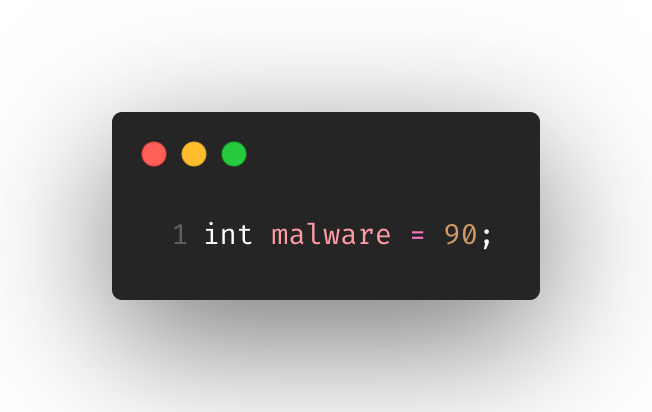 1 int malware = 90;